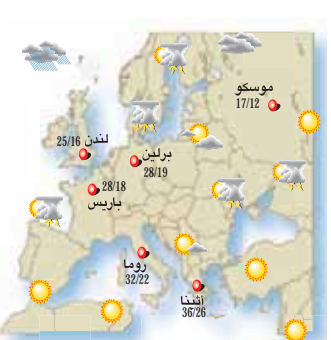 موسكو
17/12
لندن
25/16
برلين
28/19
28/18
باريس
روما
32/22
أثينا
36/26